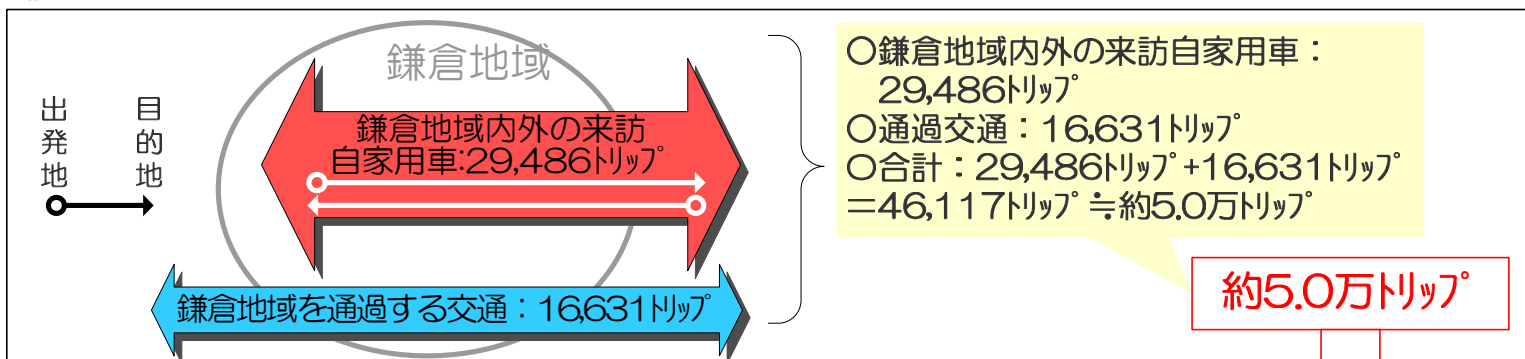 鎌倉地域
出発地
目的地
鎌倉地域内外の来訪
自家用車:29,486ﾄﾘｯﾌﾟ
鎌倉地域を通過する交通：16,631ﾄﾘｯﾌﾟ
○鎌倉地域内外の来訪自家用車：
29,486ﾄﾘｯﾌﾟ
○通過交通：16,631ﾄﾘｯﾌﾟ
○合計：29,486ﾄﾘｯﾌﾟ+16,631ﾄﾘｯﾌﾟ
＝46,117ﾄﾘｯﾌﾟ≒約5.0万ﾄﾘｯﾌﾟ
約5.0万ﾄﾘｯﾌﾟ